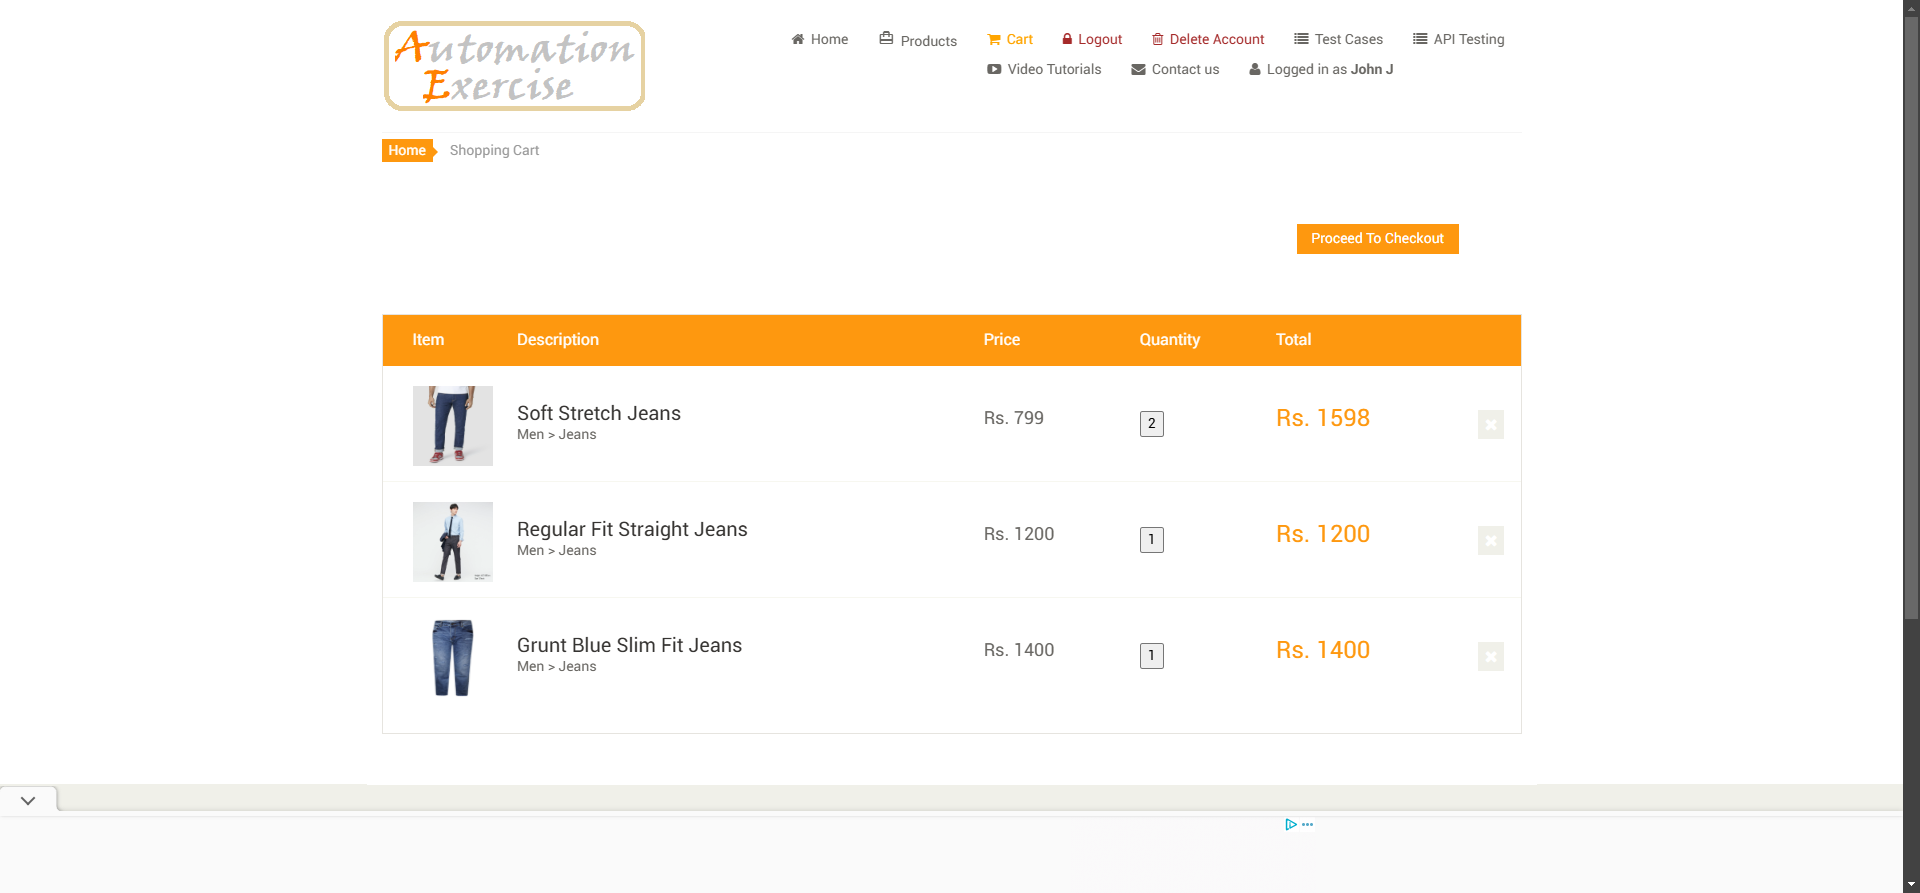 Automation
Exercise
Home
Products
Cart
Logout
Delete Account
Test Cases
API Testing
Video Tutorials
Contact us
Logged in as John J
Home
Shopping Cart
Proceed To Checkout
Item Description Price Quantity Total
Soft Stretch Jeans
Men > Jeans
Rs. 799
2
Rs. 1598
Regular Fit Straight Jeans
Men > Jeans
Rs. 1200
1
Rs. 1200
Grunt Blue Slim Fit Jeans
Men > Jeans
Rs. 1400
1
Rs. 1400